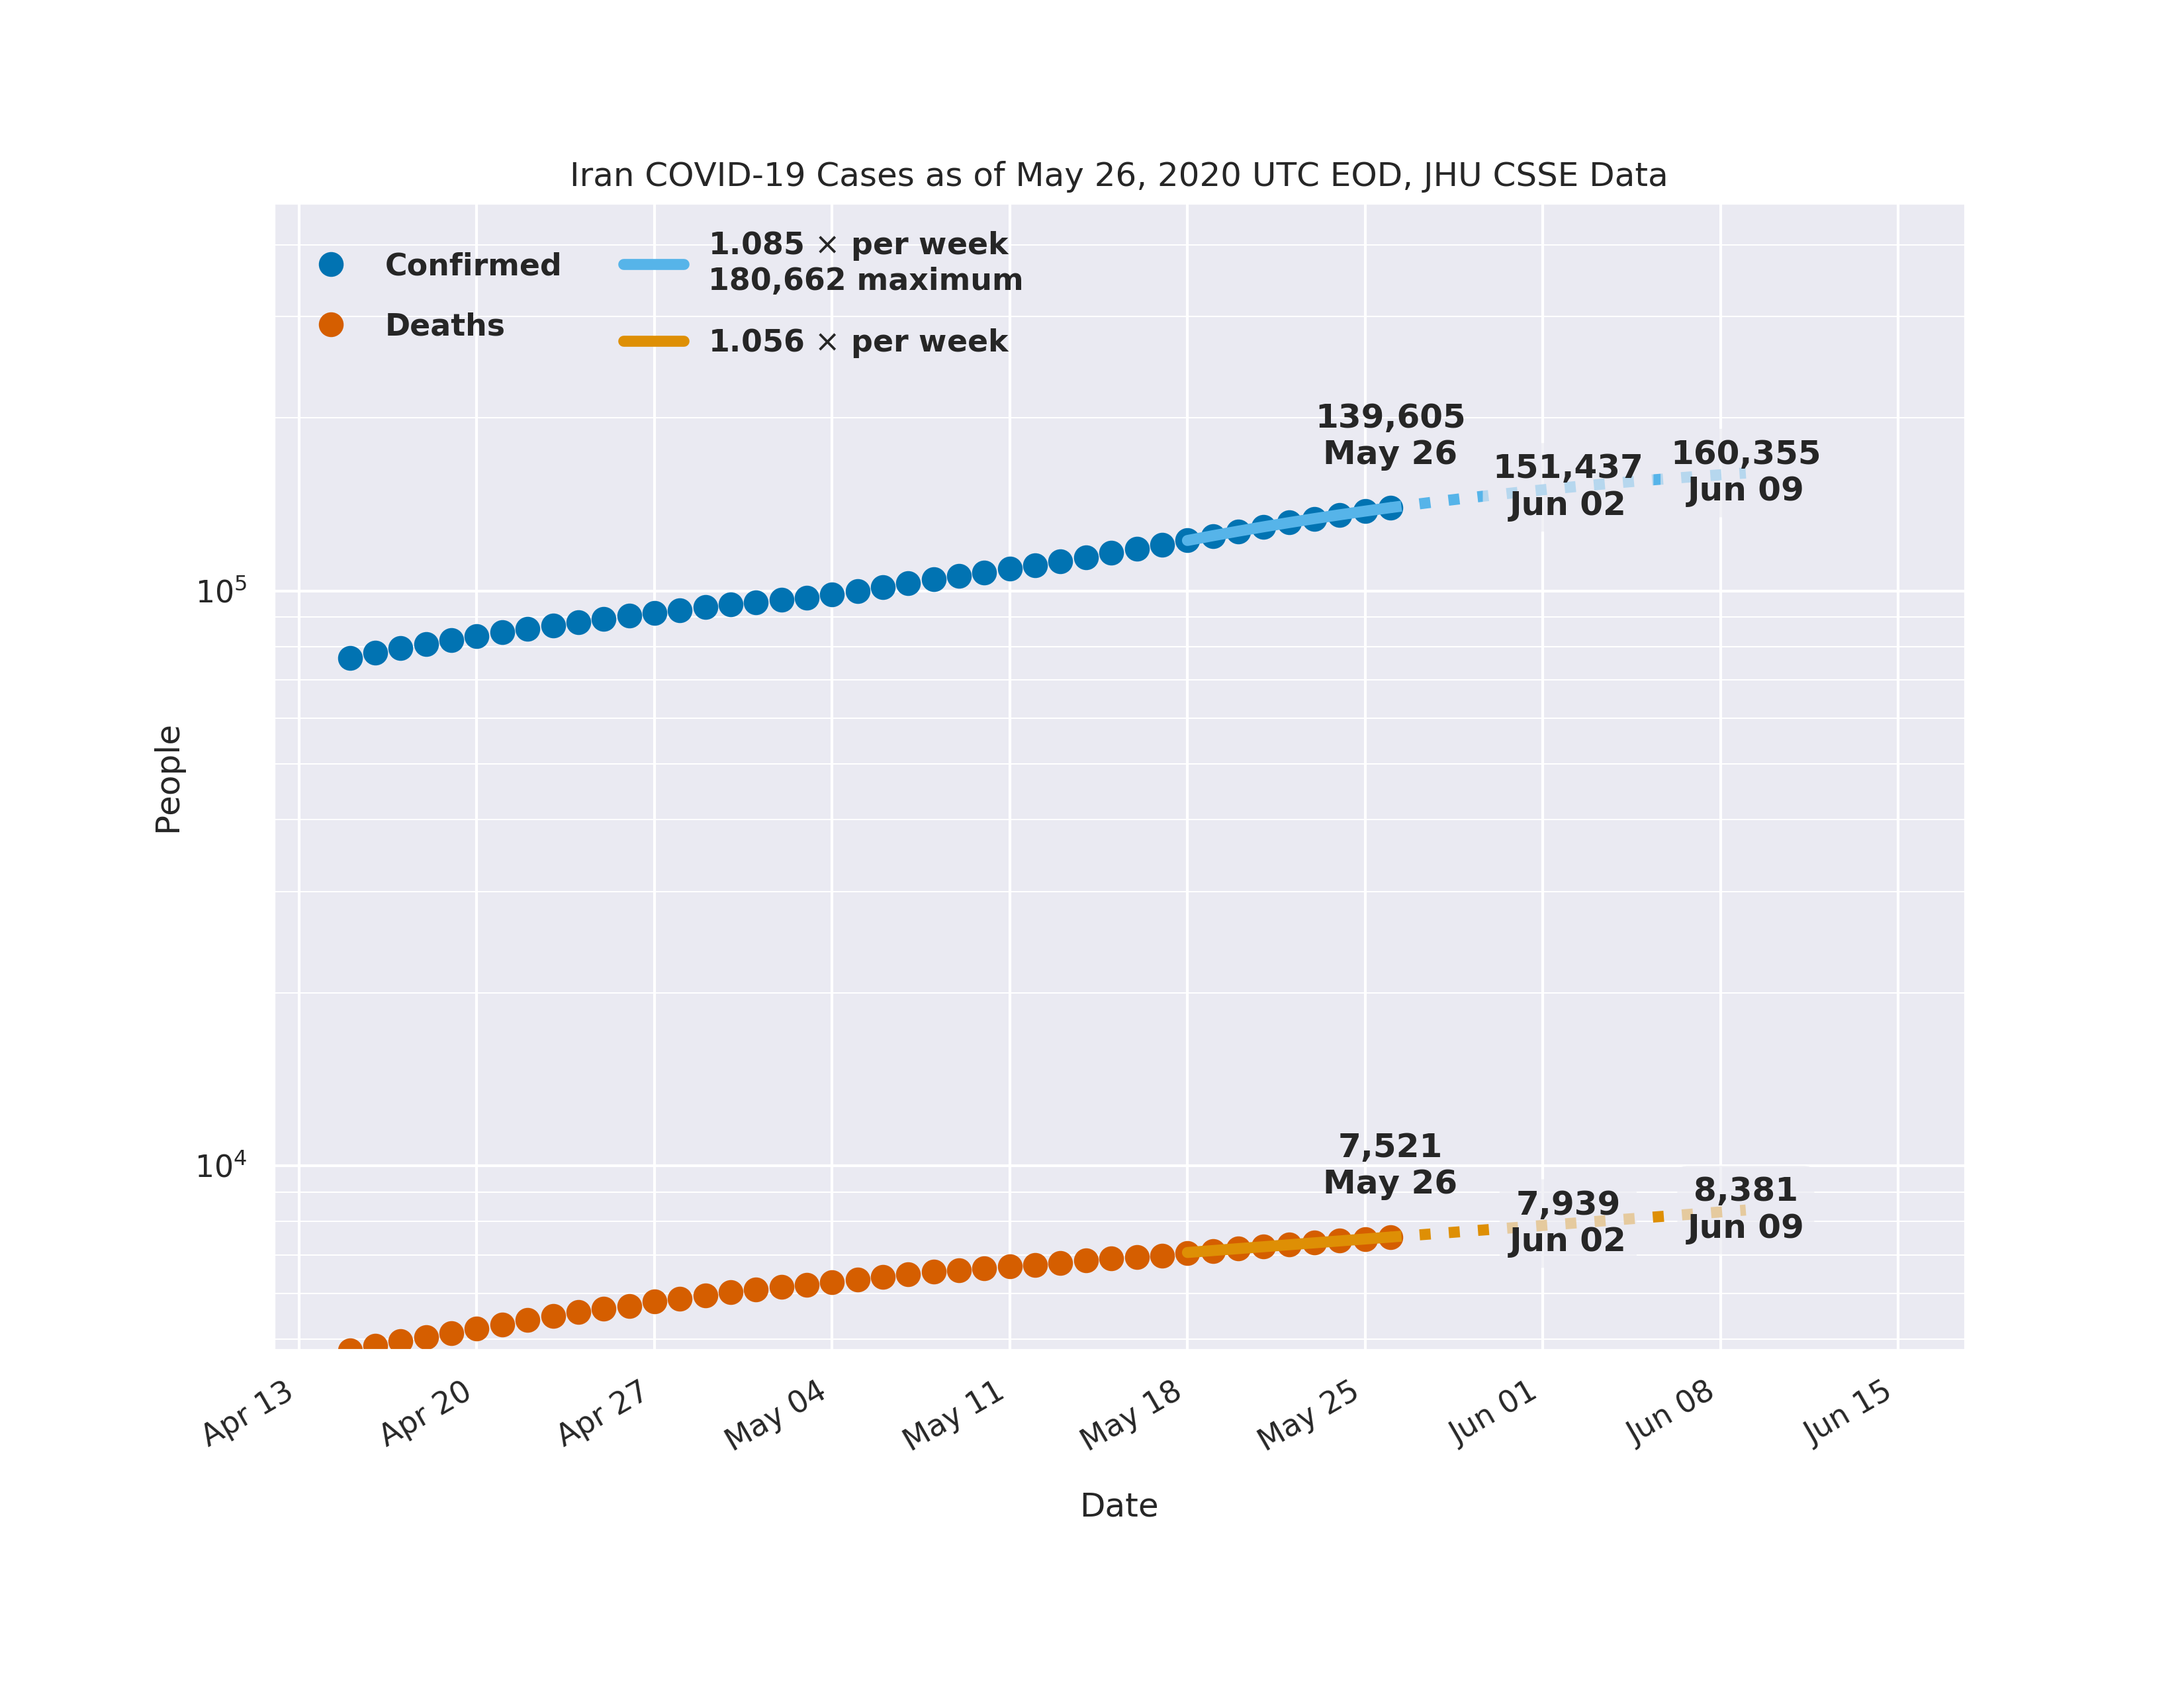 Iran COVID-19 Cases as of May 26, 2020 UTC EOD, JHU CSSE Data
Confirmed
Deaths
1.085 × per week
180,662 maximum
1.056 × per week
139,605
May 26
151,437
Jun 02
160,355
Jun 09
10⁵
People
10⁴
7,521
May 26
7,939
Jun 02
8,381
Jun 09
Apr 13
Apr 20
Apr 27
May 04
May 11
May 18
May 25
Jun 01
Jun 08
Jun 15
Date